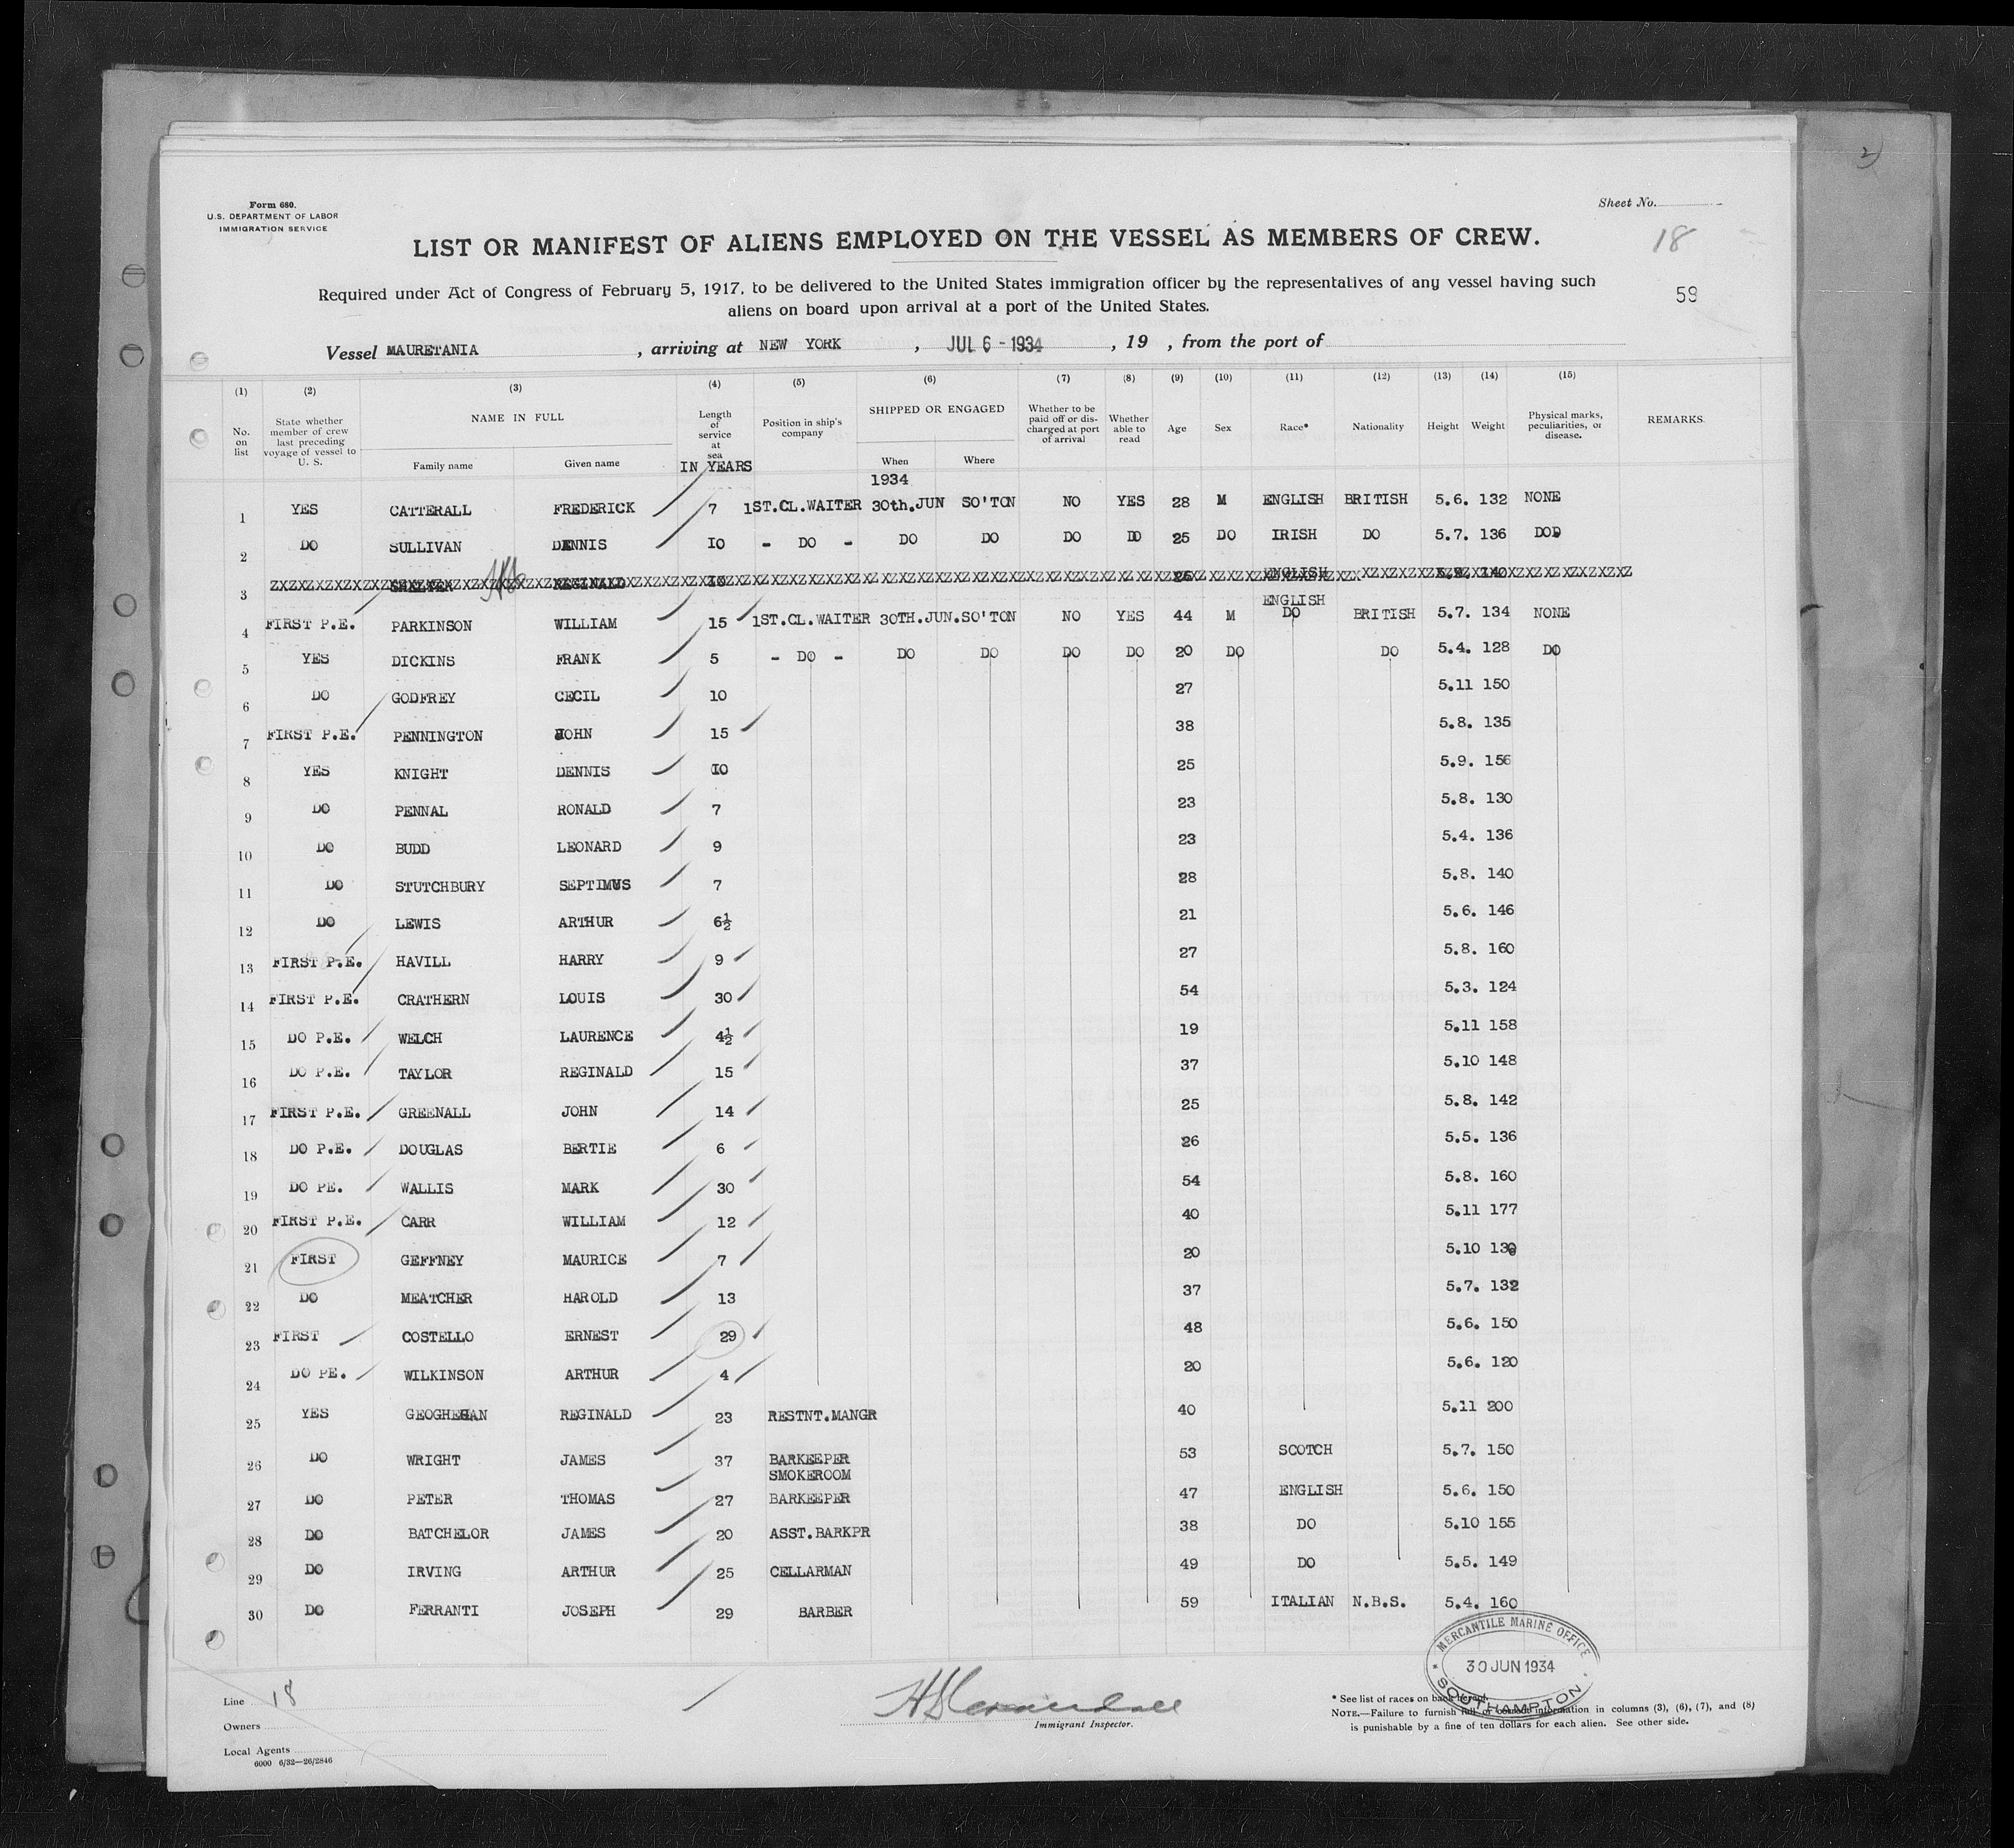 2)
Form 680.
U.S. DEPARTMENT OF LABOR
IMMIGRATION SERVICE
Sheet No.
LIST OR MANIFEST OF ALIENS EMPLOYED ON THE VESSEL AS MEMBERS OF CREW.
18
Required under Act of Congress of February 5, 1917, to be delivered to the United States immigration officer by the representatives of any vessel having such
aliens on board upon arrival at a port of the United States.
59
Vessel MAURETANIA , arriving at NEW YORK , JUL 6 - 1934 , 19 , from the port of
(1) (2) (3) (4) (5) (6) (7) (8) (9) (10) (11) (12) (13) (14) (15)
No. on list
State whether member of crew last preceding voyage of vessel to U. S.
NAME IN FULL
Family name Given name
Length of service at sea
IN YEARS
Position in ship's company
SHIPPED OR ENGAGED
When Where
Whether to be paid off or discharged at port of arrival
Whether able to read
Age Sex Race* Nationality Height Weight
Physical marks, peculiarities, or disease.
REMARKS
1934
1 YES CATTERALL FREDERICK 7 1ST.CL.WAITER 30th.JUN SO'TON NO YES 28 M ENGLISH BRITISH 5.6. 132 NONE
2 DO SULLIVAN DENNIS 10 - DO - DO DO DO DO 25 DO IRISH DO 5.7. 136 DO
3 REGINALD 26 ENGLISH
ENGLISH
4 FIRST P.E. PARKINSON WILLIAM 15 1ST.CL.WAITER 30TH.JUN.SO'TON NO YES 44 M DO BRITISH 5.7. 134 NONE
5 YES DICKINS FRANK 5 - DO - DO DO DO DO 20 DO DO 5.4. 128 DO
6 DO GODFREY CECIL 10 27 5.11 150
7 FIRST P.E. PENNINGTON JOHN 15 38 5.8. 135
8 YES KNIGHT DENNIS 10 25 5.9. 156
9 DO PENNAL RONALD 7 23 5.8. 130
10 DO BUDD LEONARD 9 23 5.4. 136
11 DO STUTCHBURY SEPTIMUS 7 28 5.8. 140
12 DO LEWIS ARTHUR 6½ 21 5.6. 146
13 FIRST P.E. HAVILL HARRY 9 27 5.8. 160
14 FIRST P.E. CRATHERN LOUIS 30 54 5.3. 124
15 DO P.E. WELCH LAURENCE 4½ 19 5.11 158
16 DO P.E. TAYLOR REGINALD 15 37 5.10 148
17 FIRST P.E. GREENALL JOHN 14 25 5.8. 142
18 DO P.E. DOUGLAS BERTIE 6 26 5.5. 136
19 DO PE. WALLIS MARK 30 54 5.8. 160
20 FIRST P.E. CARR WILLIAM 12 40 5.11 177
21 FIRST GEFFNEY MAURICE 7 20 5.10 130
22 DO MEATCHER HAROLD 13 37 5.7. 132
23 FIRST COSTELLO ERNEST 29 48 5.6. 150
24 DO PE. WILKINSON ARTHUR 4 20 5.6. 120
25 YES GEOGHEGAN REGINALD 23 RESTNT.MANGR 40 5.11 200
26 DO WRIGHT JAMES 37 BARKEEPER 53 SCOTCH 5.7. 150
SMOKEROOM
27 DO PETER THOMAS 27 BARKEEPER 47 ENGLISH 5.6. 150
28 DO BATCHELOR JAMES 20 ASST.BARKPR 38 DO 5.10 155
29 DO IRVING ARTHUR 25 CELLARMAN 49 DO 5.5. 149
30 DO FERRANTI JOSEPH 29 BARBER 59 ITALIAN N.B.S. 5.4. 160
MERCANTILE MARINE OFFICE
30 JUN 1934
SOUTHAMPTON
Line 18
Owners
Local Agents
6000 6/32—26/2846
Immigrant Inspector.
* See list of races on back hereof.
NOTE.—Failure to furnish full or information in columns (3), (6), (7), and (8)
is punishable by a fine of ten dollars for each alien. See other side.